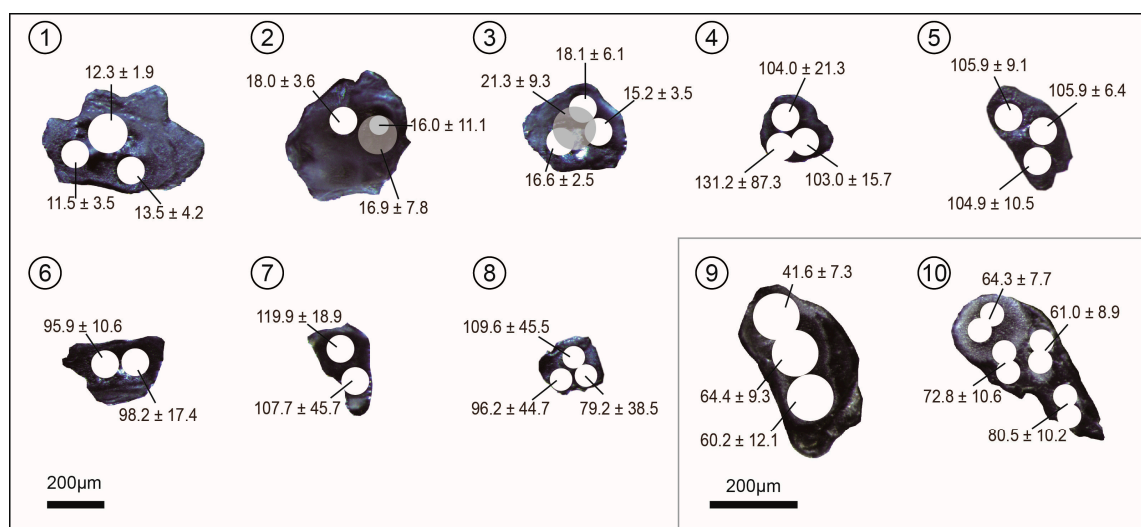 1
12.3 ± 1.9
11.5 ± 3.5
13.5 ± 4.2
2
18.0 ± 3.6
16.0 ± 11.1
16.9 ± 7.8
3
18.1 ± 6.1
21.3 ± 9.3
15.2 ± 3.5
16.6 ± 2.5
4
104.0 ± 21.3
131.2 ± 87.3
103.0 ± 15.7
5
105.9 ± 9.1
105.9 ± 6.4
104.9 ± 10.5
6
95.9 ± 10.6
98.2 ± 17.4
7
119.9 ± 18.9
107.7 ± 45.7
8
109.6 ± 45.5
96.2 ± 44.7
79.2 ± 38.5
9
41.6 ± 7.3
64.4 ± 9.3
60.2 ± 12.1
10
64.3 ± 7.7
61.0 ± 8.9
72.8 ± 10.6
80.5 ± 10.2
200µm
200µm